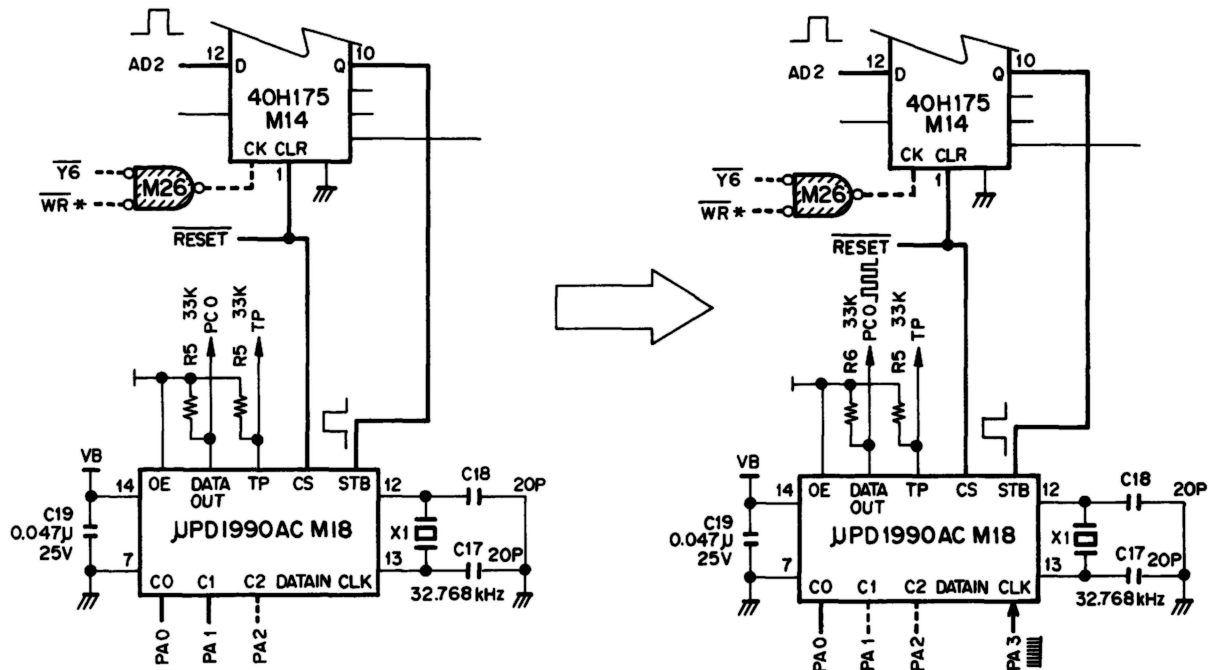 12
10
AD2
D
Q
40H175
M14
CK CLR
1
Y6
M26
WR *
RESET
33K
33K
PC0
TP
R5
R5
VB
14
OE
DATA
OUT
TP
CS
STB
12
C18
20P
C19
0.047μ
25V
μPD1990AC M18
X1
7
C0
C1
C2
DATAIN
CLK
13
C17
20P
32.768kHz
PA0
PA1
PA2
12
10
AD2
D
Q
40H175
M14
CK CLR
1
Y6
M26
WR *
RESET
33K
33K
PC0
TP
R6
R5
VB
14
OE
DATA
OUT
TP
CS
STB
12
C18
20P
C19
0.047μ
25V
μPD1990AC M18
X1
7
C0
C1
C2
DATAIN
CLK
13
C17
20P
32.768kHz
PA0
PA1
PA2
PA3